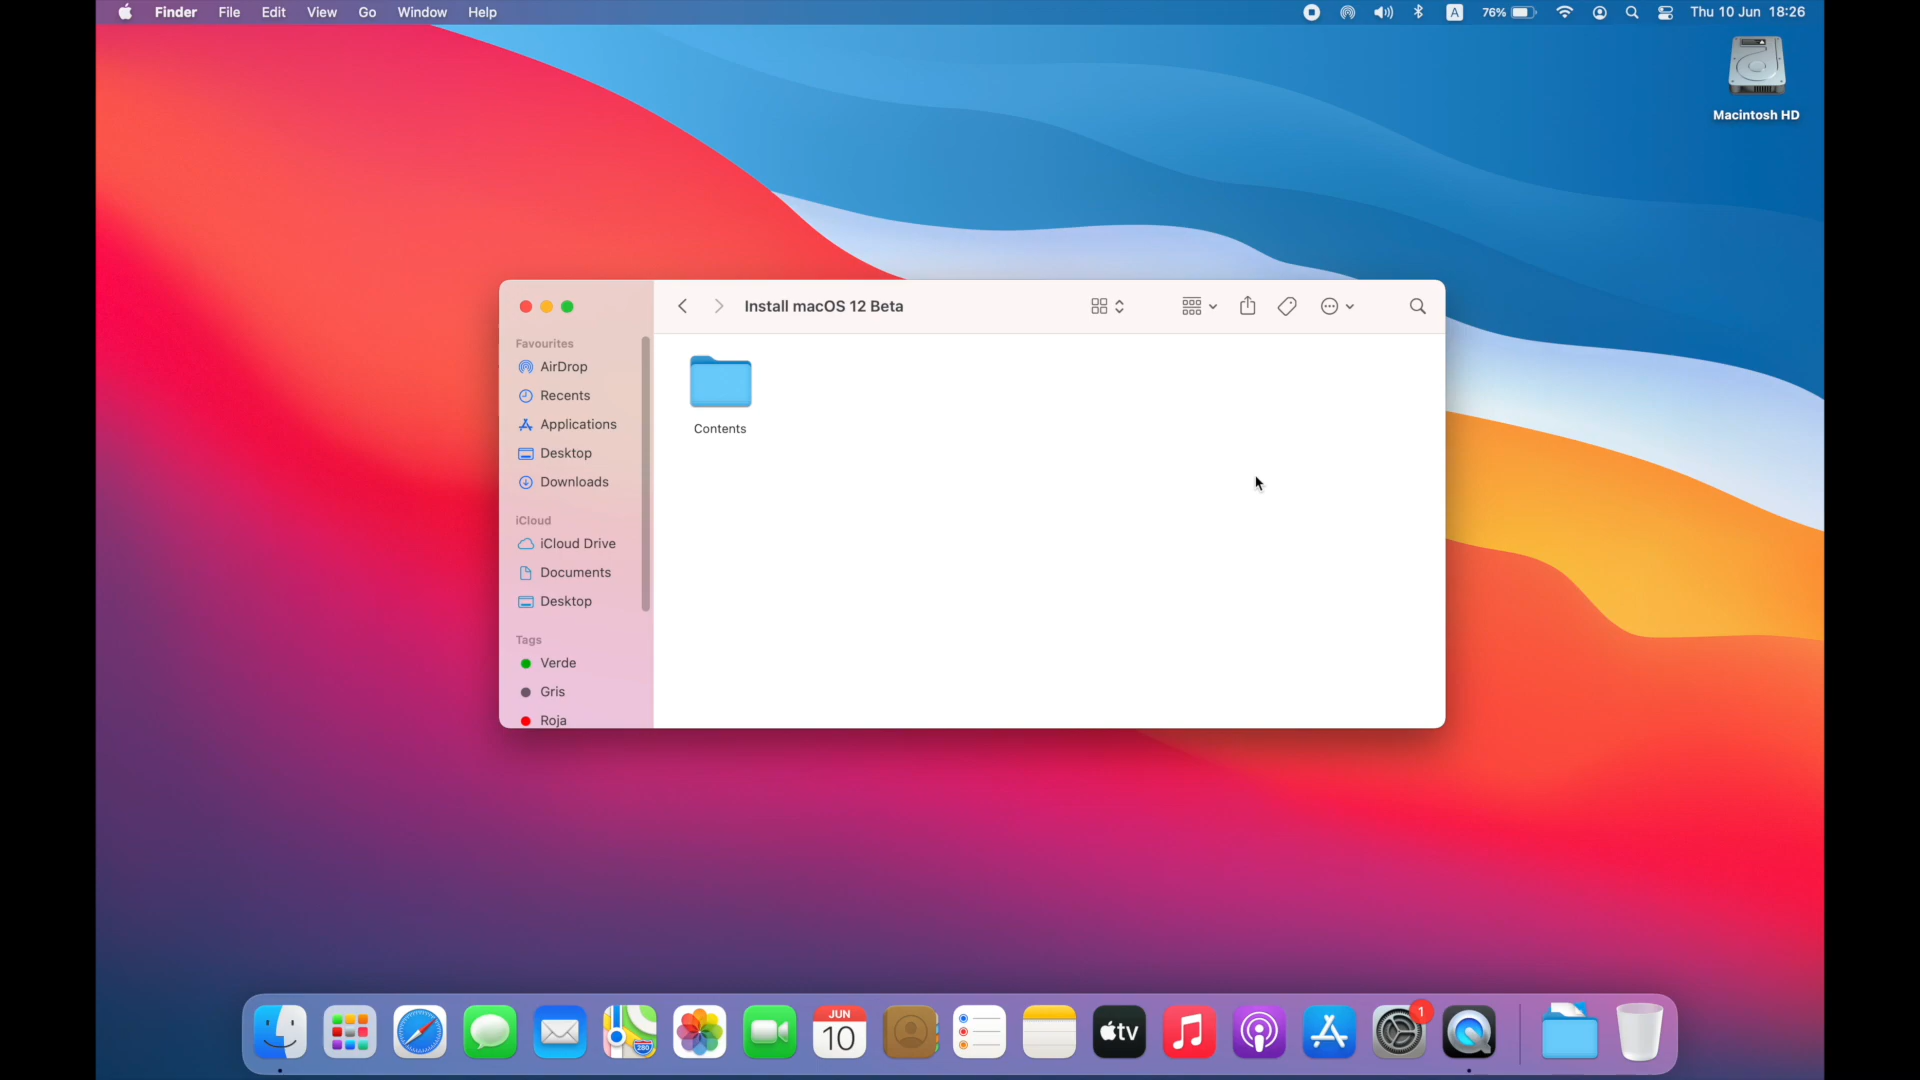 Finder File Edit View Go Window Help A 76% Thu 10 Jun 18:26
Macintosh HD
Install macOS 12 Beta
Favourites
AirDrop
Recents
Applications
Desktop
Downloads
iCloud
iCloud Drive
Documents
Desktop
Tags
Verde
Gris
Roja
Contents
JUN
10
280
tv
1